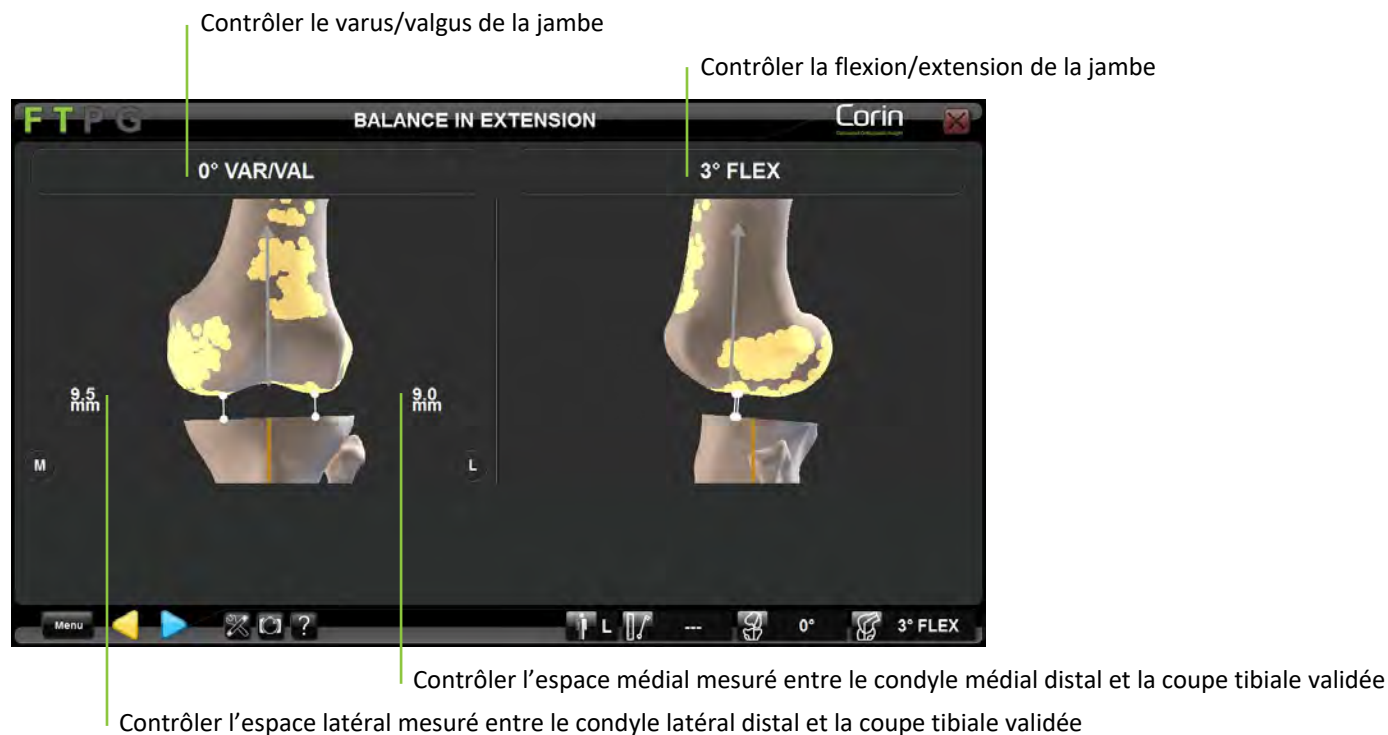 Contrôler le varus/valgus de la jambe
Contrôler la flexion/extension de la jambe
F T P G
BALANCE IN EXTENSION
Corin
0° VAR/VAL
3° FLEX
9.5
mm
9.0
mm
M
L
Menu
?
L
---
0°
3° FLEX
Contrôler l’espace médial mesuré entre le condyle médial distal et la coupe tibiale validée
Contrôler l’espace latéral mesuré entre le condyle latéral distal et la coupe tibiale validée